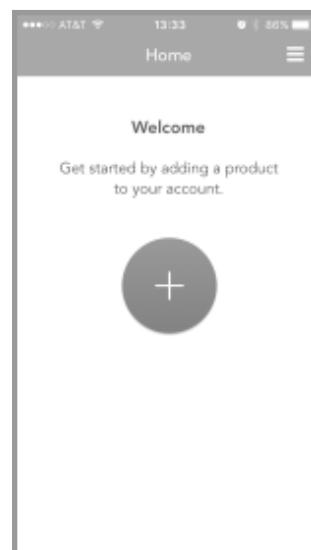 AT&T 13:33 86%
Home
Welcome
Get started by adding a product
to your account.